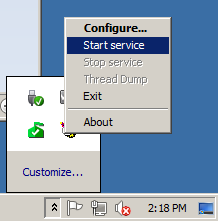 Configure...
Start service
Stop service
Thread Dump
Exit
About
Customize...
2:18 PM